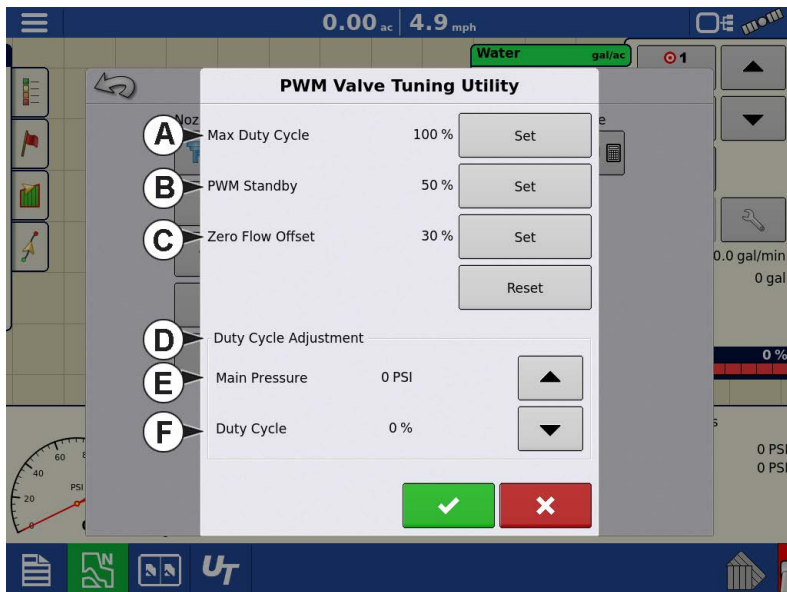 0.00 ac 4.9 mph
Water gal/ac
1
PWM Valve Tuning Utility
Noz
e
A Max Duty Cycle 100 % Set
B PWM Standby 50 % Set
C Zero Flow Offset 30 % Set
0.0 gal/min
0 gal
Reset
D Duty Cycle Adjustment
0 %
E Main Pressure 0 PSI
F Duty Cycle 0 %
s
60
40
20
0
PSI
0 PSI
0 PSI
N
UT